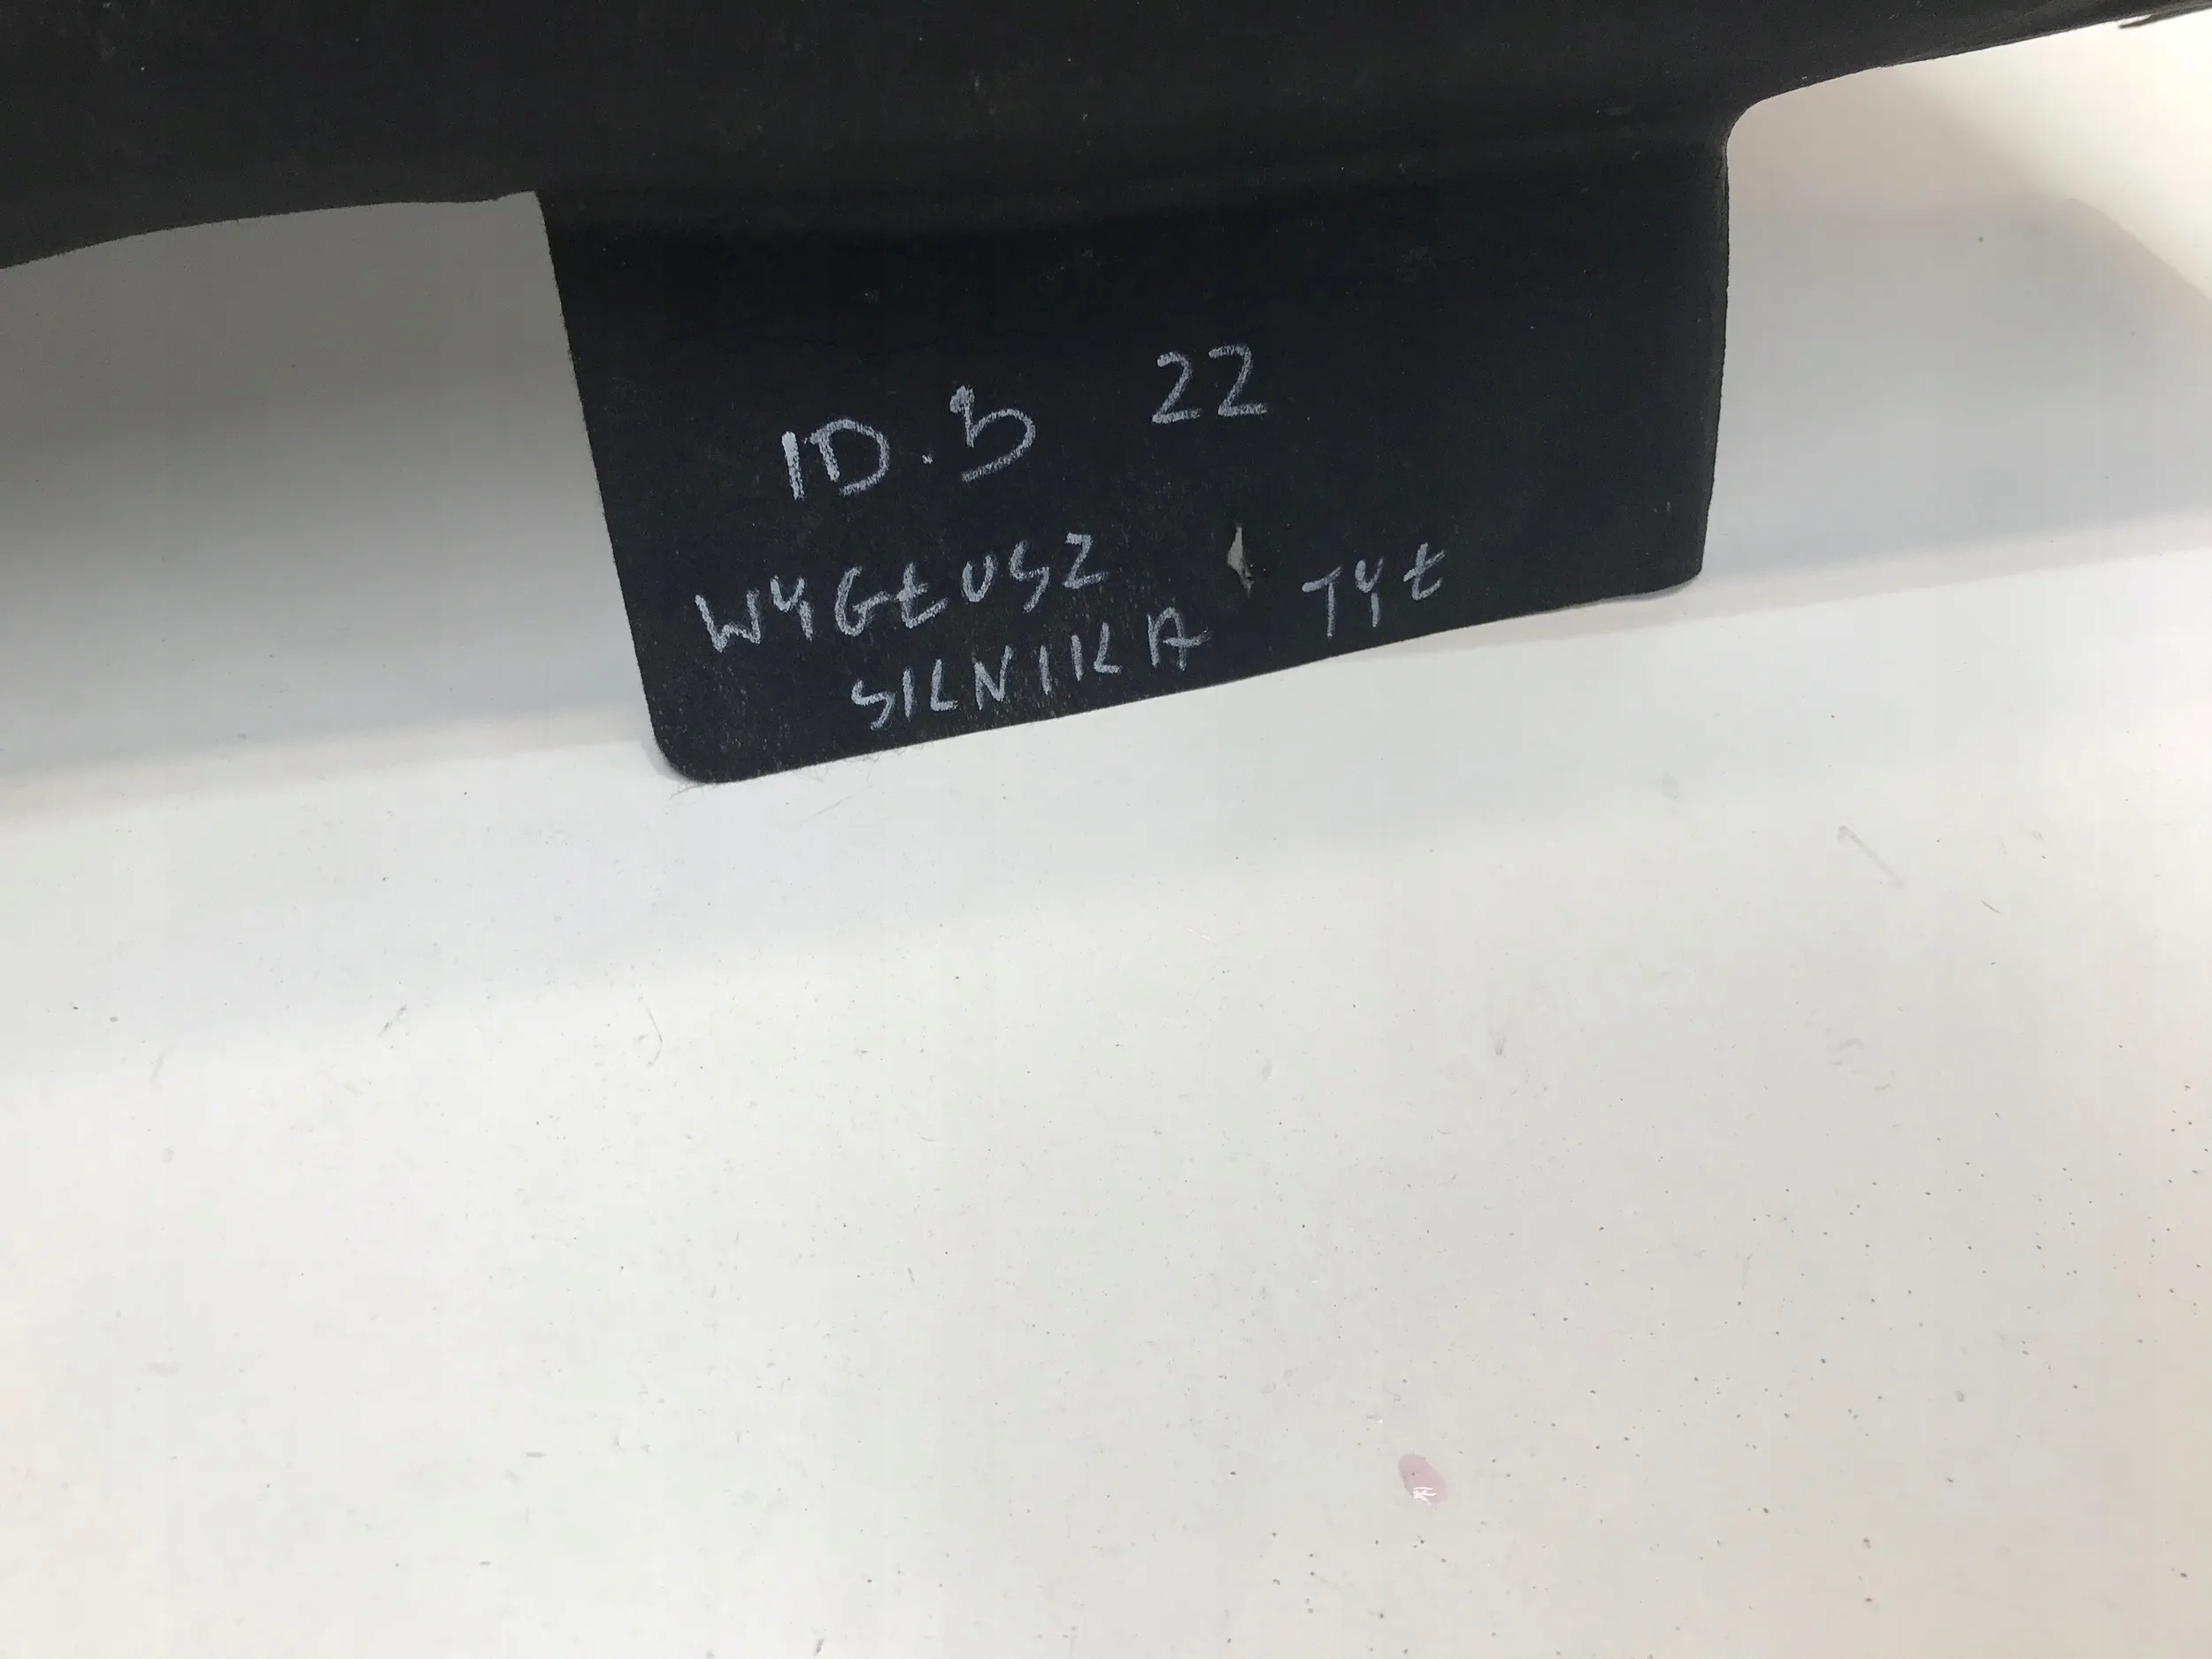 ID.3 22
WYGŁUSZ
SILNIKA TYŁ